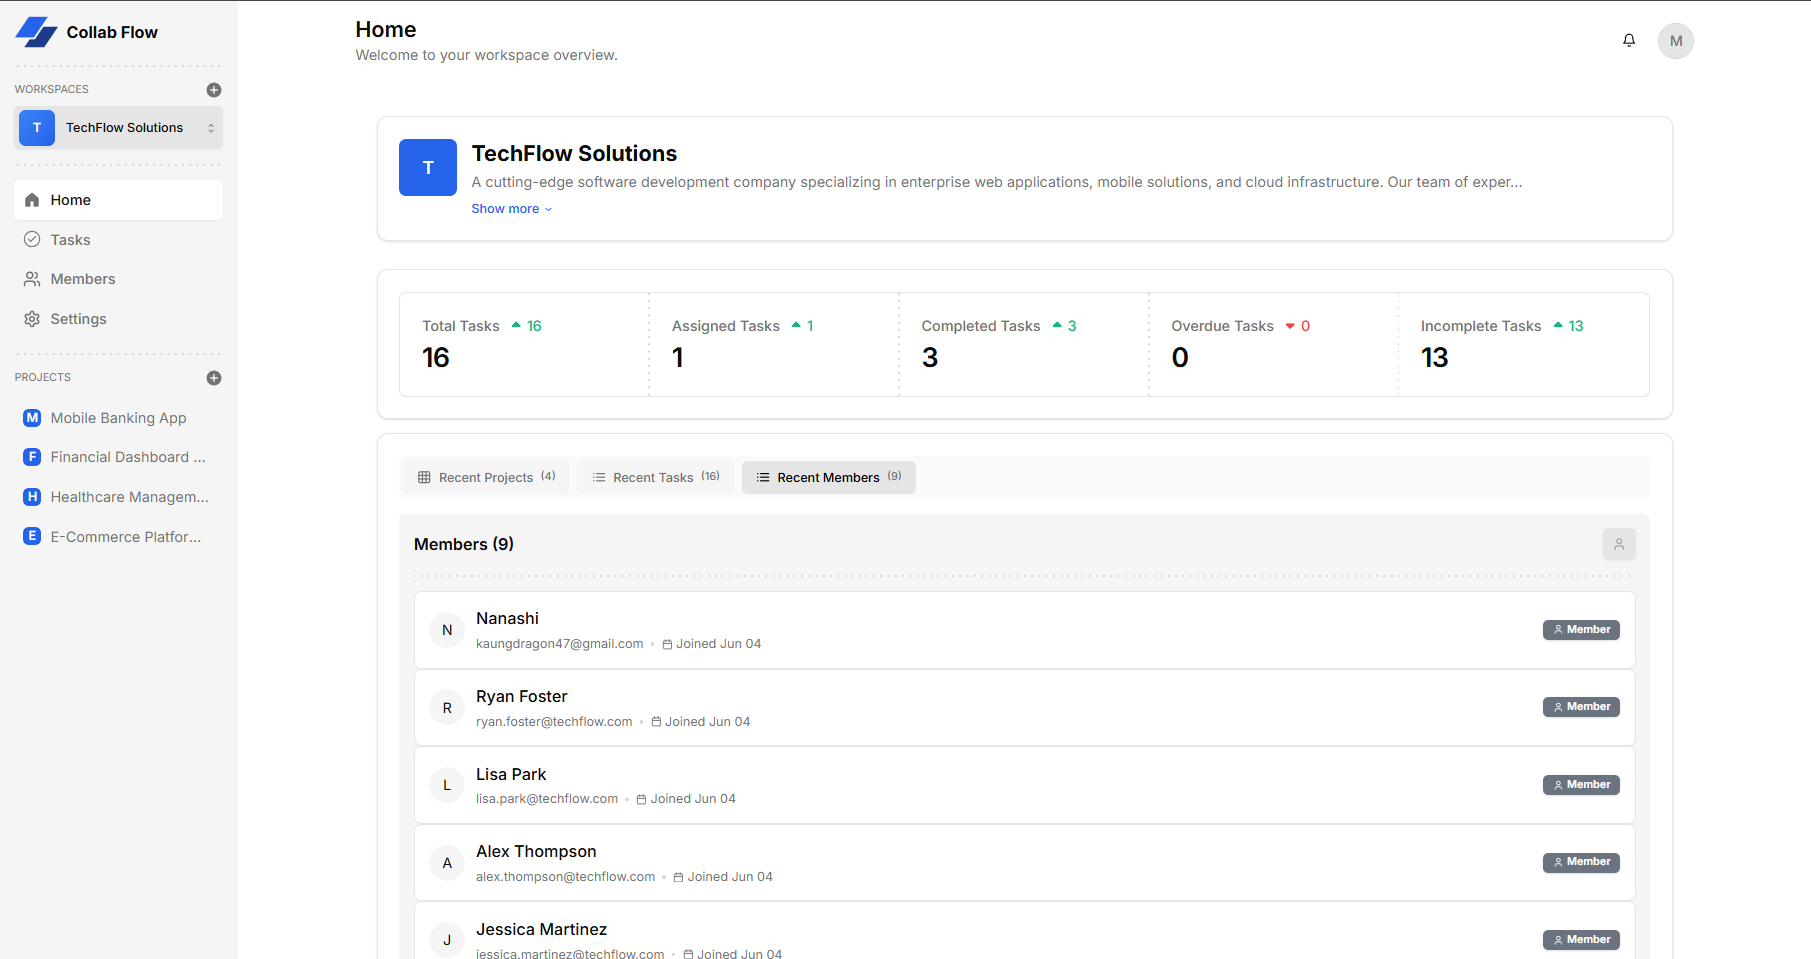 Collab Flow
WORKSPACES
T TechFlow Solutions
Home
Tasks
Members
Settings
PROJECTS
M Mobile Banking App
F Financial Dashboard ...
H Healthcare Managem...
E E-Commerce Platfor...
Home
Welcome to your workspace overview.
M
T
TechFlow Solutions
A cutting-edge software development company specializing in enterprise web applications, mobile solutions, and cloud infrastructure. Our team of exper...
Show more
Total Tasks 16
16
Assigned Tasks 1
1
Completed Tasks 3
3
Overdue Tasks 0
0
Incomplete Tasks 13
13
Recent Projects (4)
Recent Tasks (16)
Recent Members (9)
Members (9)
N
Nanashi
kaungdragon47@gmail.com • Joined Jun 04
Member
R
Ryan Foster
ryan.foster@techflow.com • Joined Jun 04
Member
L
Lisa Park
lisa.park@techflow.com • Joined Jun 04
Member
A
Alex Thompson
alex.thompson@techflow.com • Joined Jun 04
Member
J
Jessica Martinez
jessica.martinez@techflow.com • Joined Jun 04
Member